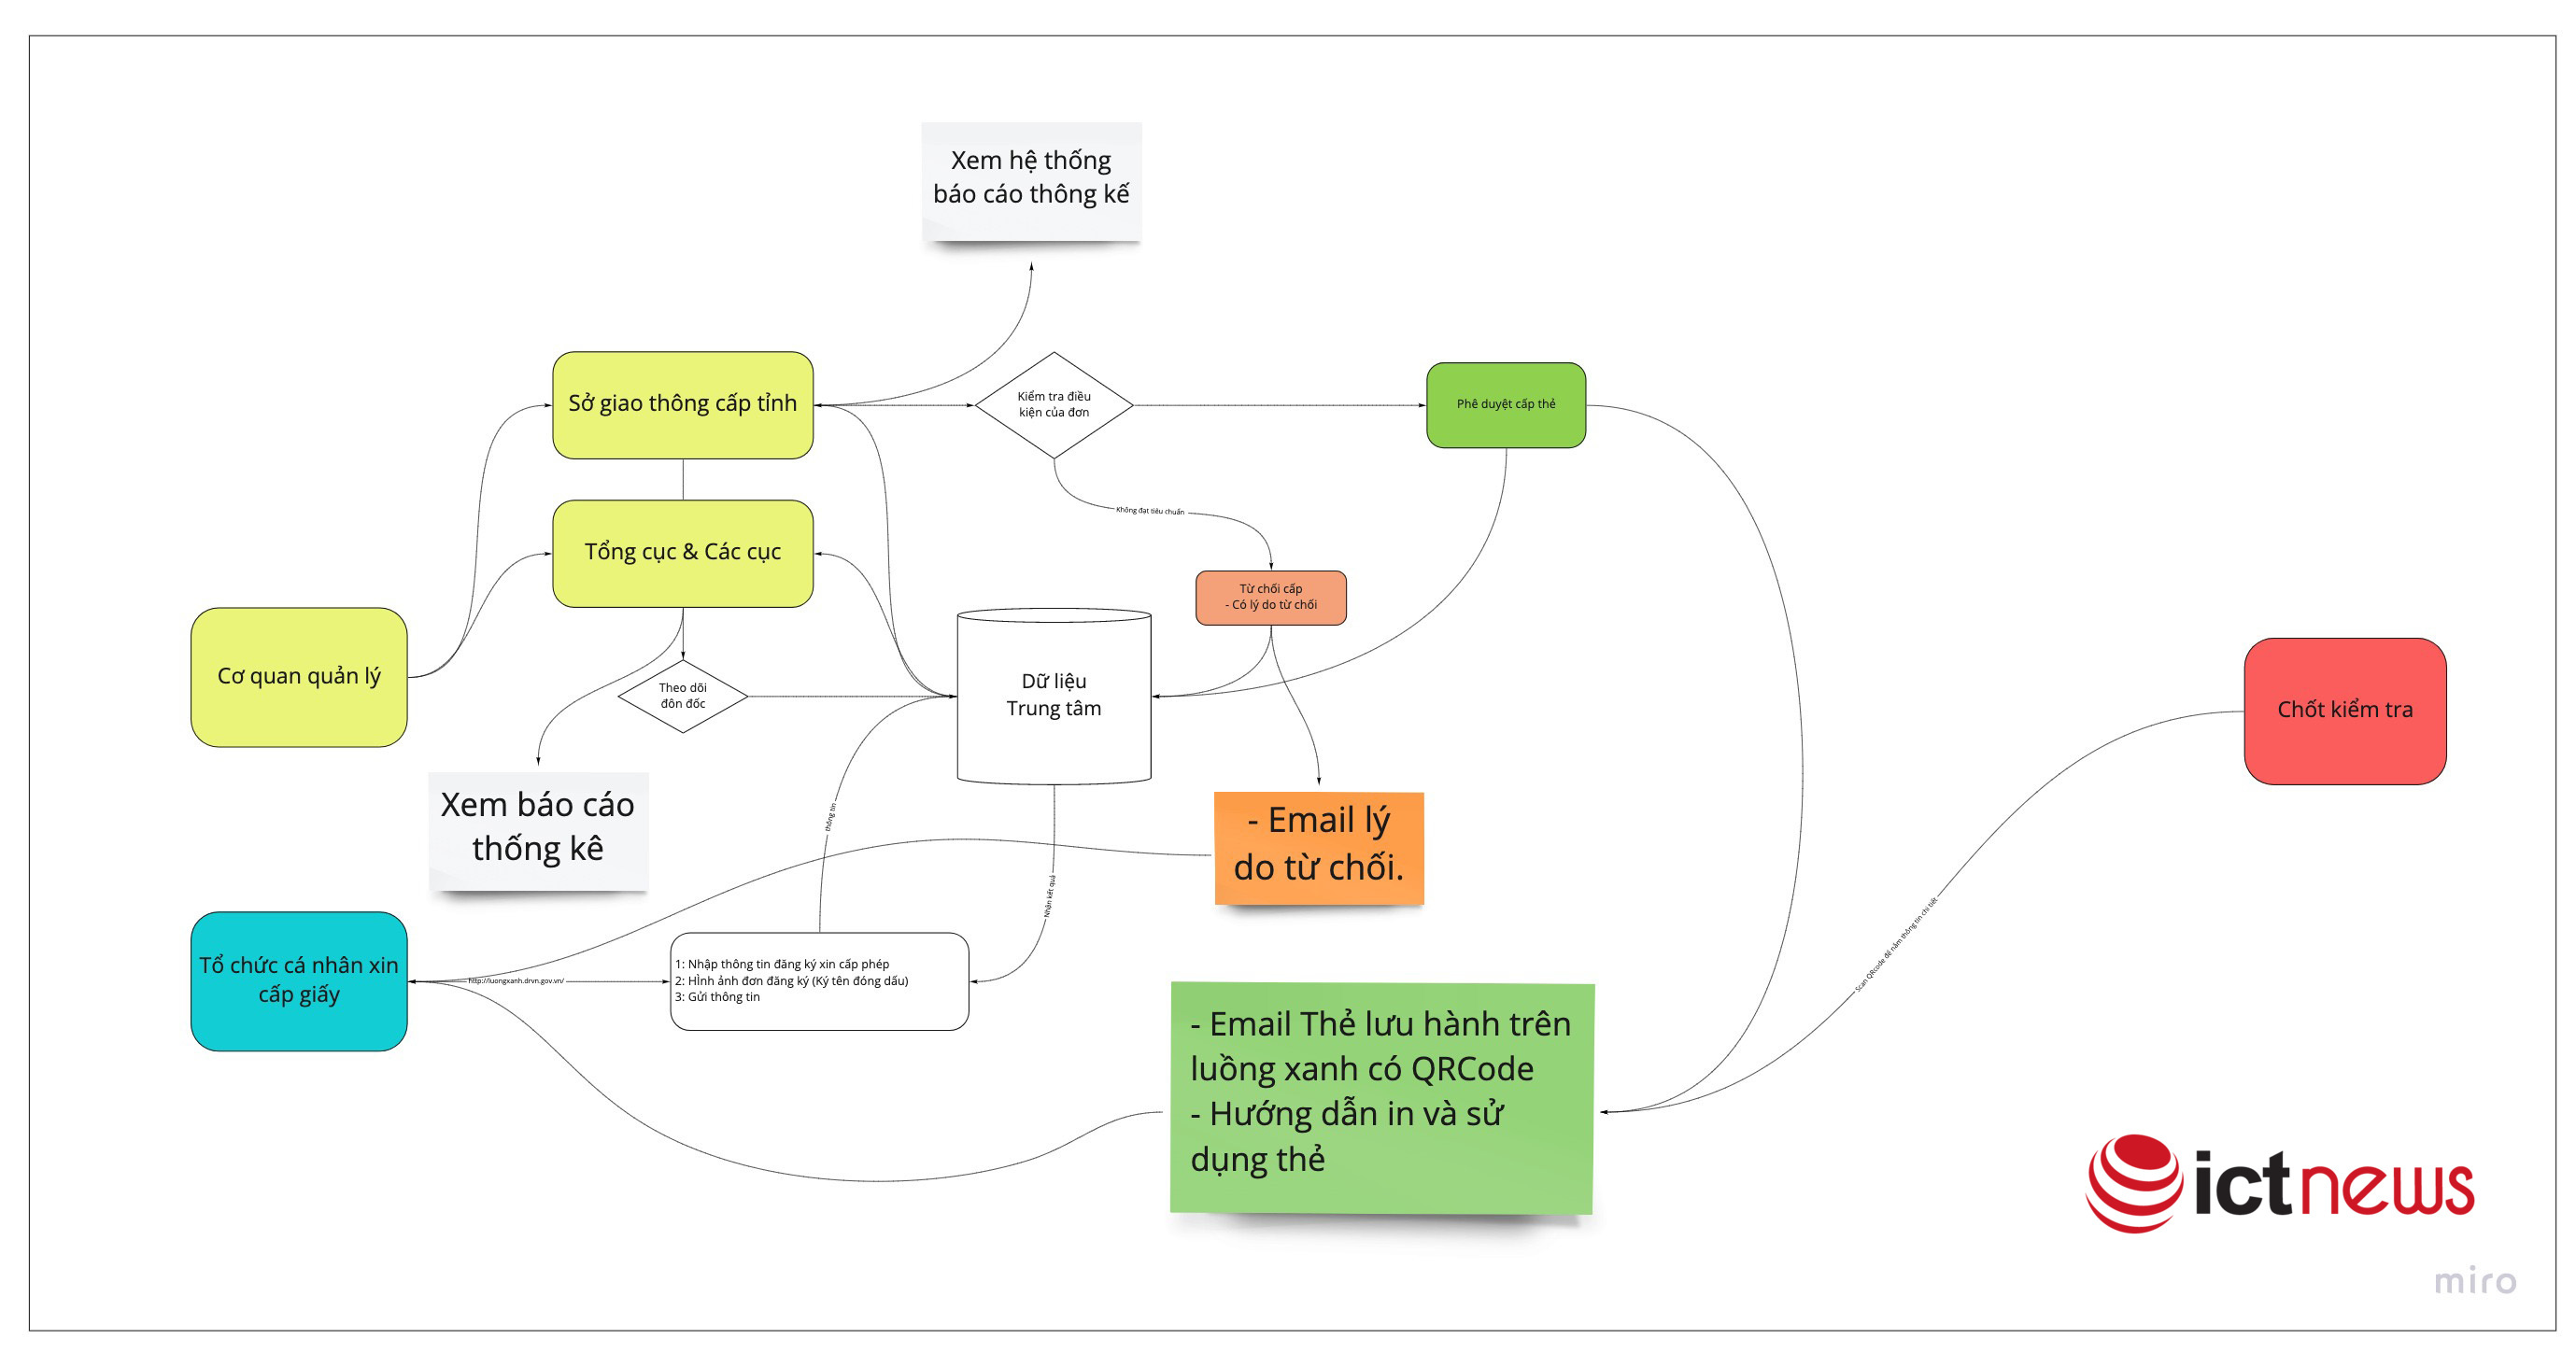 Xem hệ thống
báo cáo thông kế
Sở giao thông cấp tỉnh
Kiểm tra điều
kiện của đơn
Phê duyệt cấp thẻ
Không đạt tiêu chuẩn
Tổng cục & Các cục
Từ chối cấp
- Có lý do từ chối
Cơ quan quản lý
Theo dõi
đôn đốc
Dữ liệu
Trung tâm
Chốt kiểm tra
Xem báo cáo
thống kê
thông tin
- Email lý
do từ chối.
Nhận kết quả
Scan QRcode để nắm thông tin chi tiết
Tổ chức cá nhân xin
cấp giấy
http://luongxanh.drvn.gov.vn/
1: Nhập thông tin đăng ký xin cấp phép
2: HÌnh ảnh đơn đăng ký (Ký tên đóng dấu)
3: Gửi thông tin
- Email Thẻ lưu hành trên
luồng xanh có QRCode
- Hướng dẫn in và sử
dụng thẻ
ictnews
miro